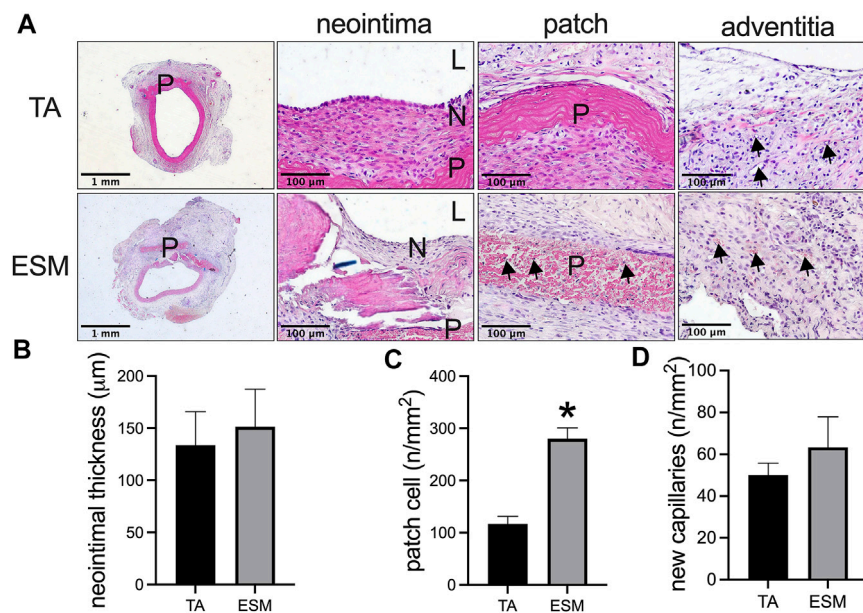 A
neointima
patch
adventitia
TA
P
1 mm
L
N
P
100 µm
P
100 µm
100 µm
ESM
P
1 mm
L
N
P
100 µm
P
100 µm
100 µm
B
neointimal thickness (µm)
200
150
100
50
0
TA
ESM
C
patch cell (n/mm²)
400
300
200
100
0
*
TA
ESM
D
new capillaries (n/mm²)
100
80
60
40
20
0
TA
ESM